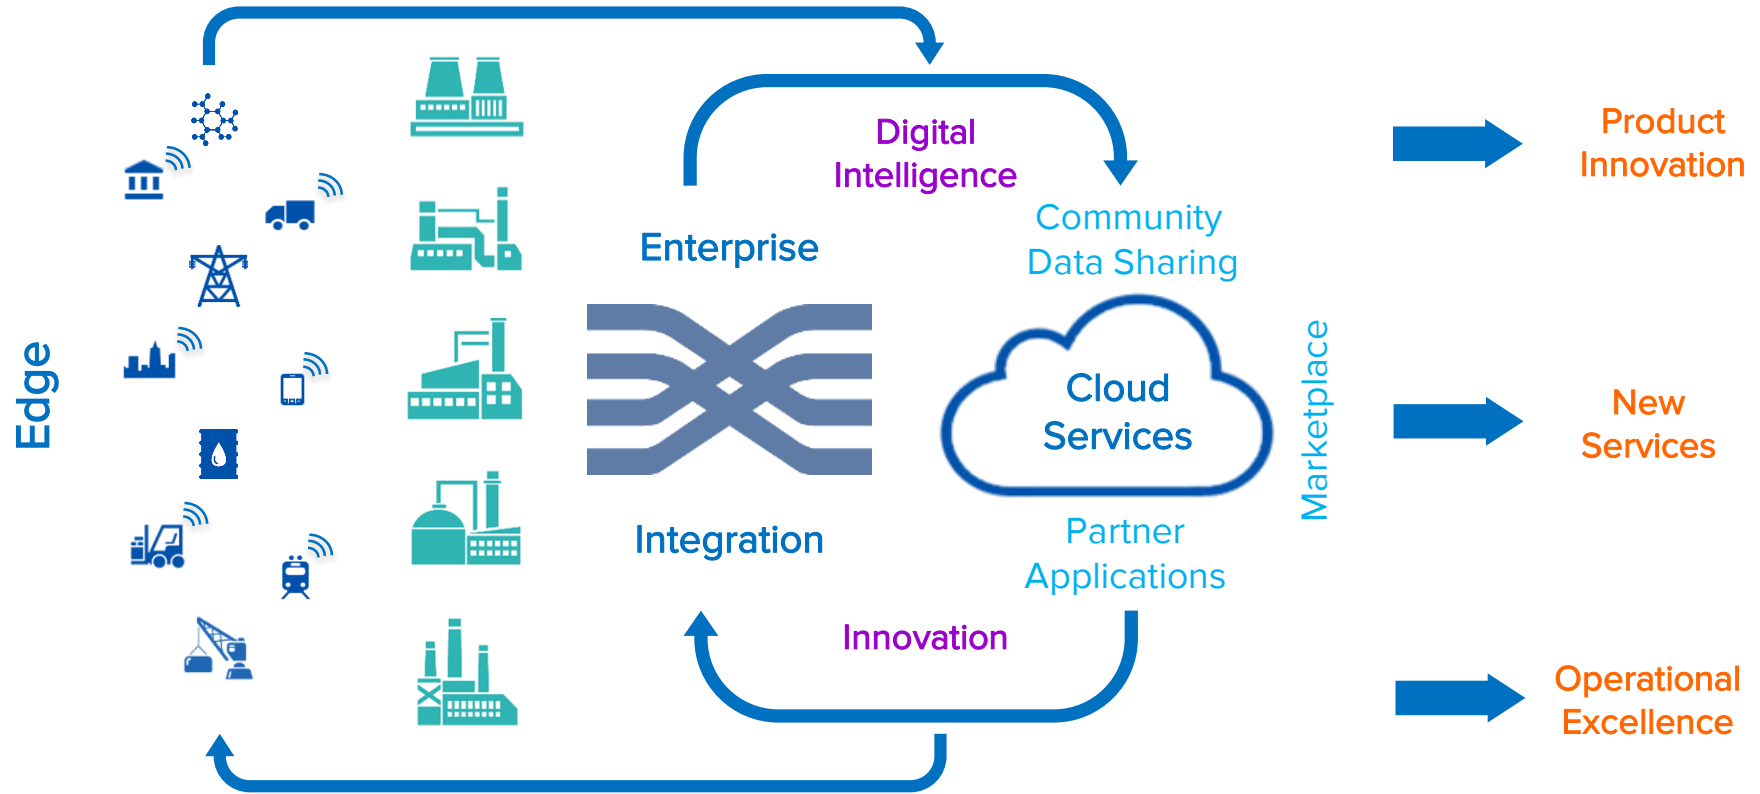 Edge
Enterprise
Integration
Digital
Intelligence
Community
Data Sharing
Cloud
Services
Partner
Applications
Marketplace
Innovation
Product
Innovation
New
Services
Operational
Excellence